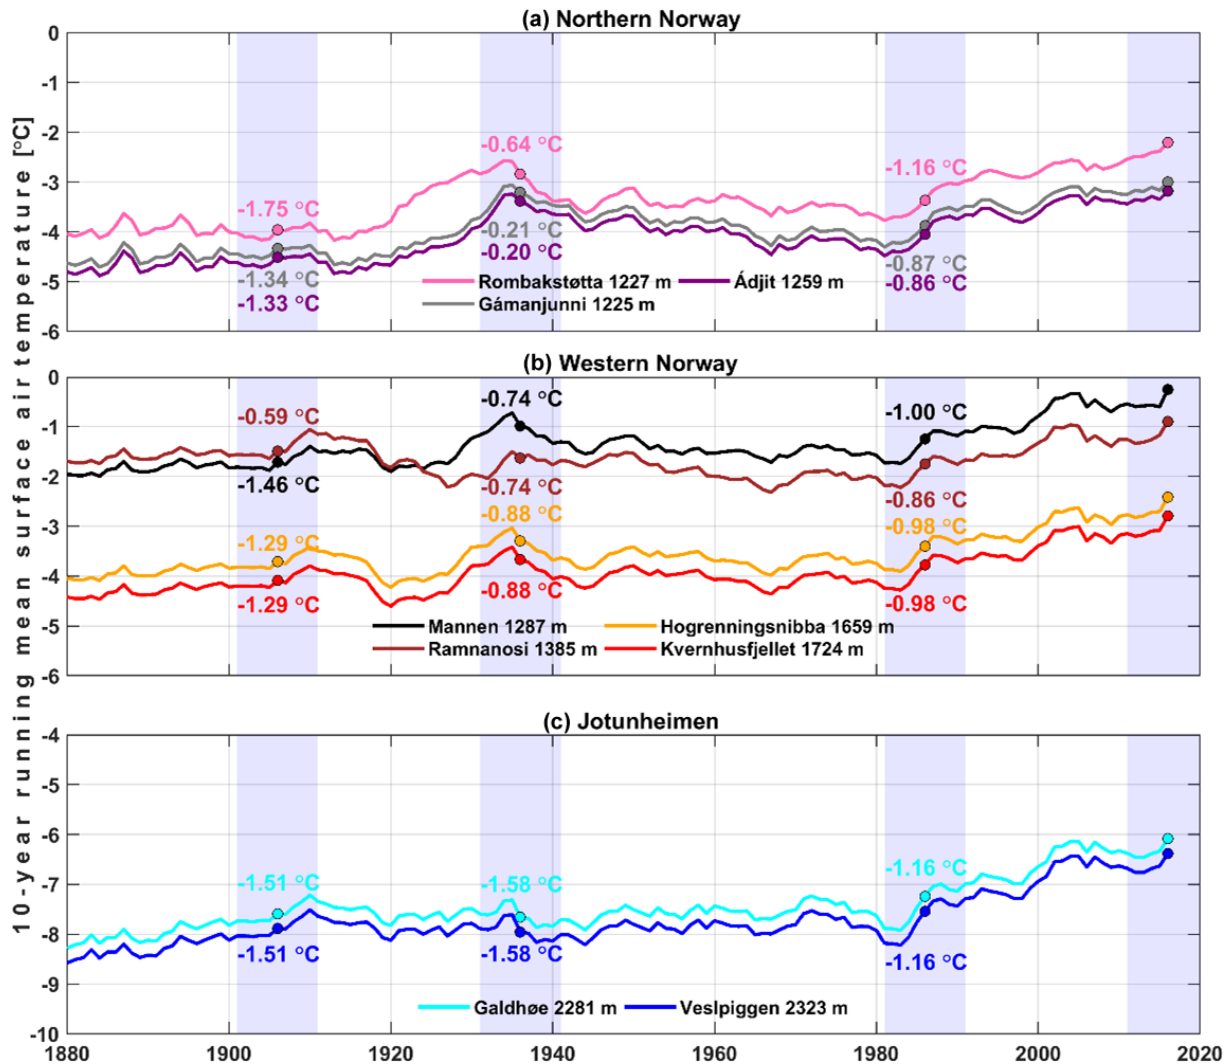 (a) Northern Norway
10-year running mean surface air temperature [°C]
0
-1
-2
-3
-4
-5
-6
-0.64 °C
-1.16 °C
-1.75 °C
-1.34 °C
-1.33 °C
-0.21 °C
-0.20 °C
-0.87 °C
-0.86 °C
Rombakstøtta 1227 m
Ádjit 1259 m
Gámanjunni 1225 m
(b) Western Norway
0
-1
-2
-3
-4
-5
-6
-0.74 °C
-1.00 °C
-0.59 °C
-1.46 °C
-0.74 °C
-0.86 °C
-0.88 °C
-0.98 °C
-1.29 °C
-1.29 °C
-0.88 °C
-0.98 °C
Mannen 1287 m
Hogrenningsnibba 1659 m
Ramnanosi 1385 m
Kvernhusfjellet 1724 m
(c) Jotunheimen
-4
-5
-6
-7
-8
-9
-10
-1.51 °C
-1.58 °C
-1.16 °C
-1.51 °C
-1.58 °C
-1.16 °C
Galdhøe 2281 m
Veslpiggen 2323 m
1880
1900
1920
1940
1960
1980
2000
2020